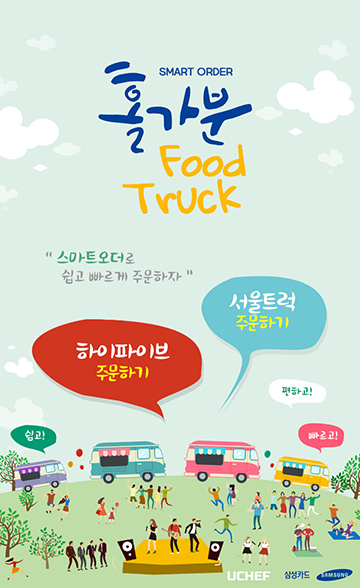 SMART ORDER
홀가분
Food
Truck
“ 스마트오더로
쉽고 빠르게 주문하자 ”
서울트럭
주문하기
하이파이브
주문하기
편하고!
쉽고!
빠르고!
UCHEF 삼성카드 SAMSUNG